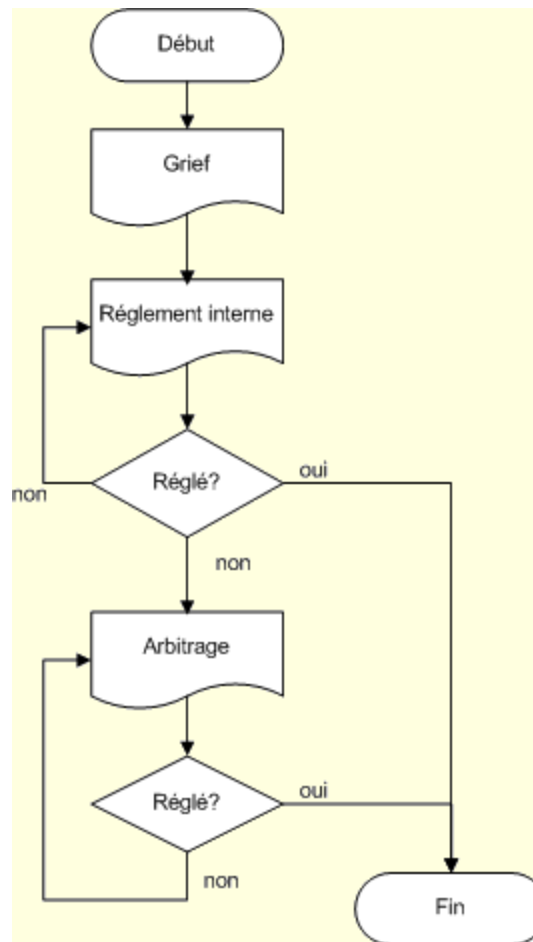 Début
Grief
Réglement interne
Réglé?
oui
non
non
Arbitrage
Réglé?
oui
non
Fin